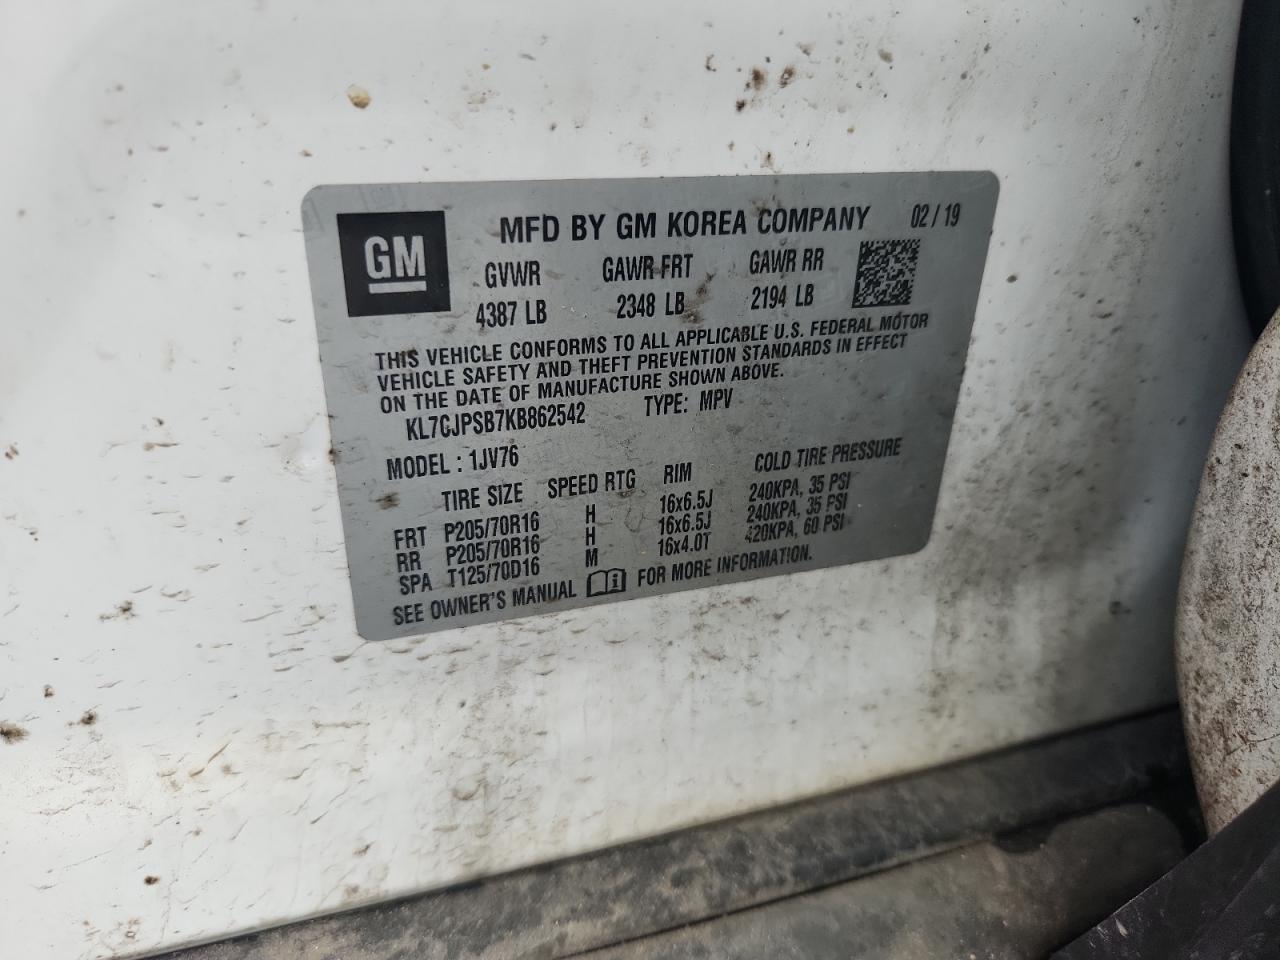 GM
MFD BY GM KOREA COMPANY 02 / 19
GVWR GAWR FRT GAWR RR
4387 LB 2348 LB 2194 LB
THIS VEHICLE CONFORMS TO ALL APPLICABLE U.S. FEDERAL MOTOR
VEHICLE SAFETY AND THEFT PREVENTION STANDARDS IN EFFECT
ON THE DATE OF MANUFACTURE SHOWN ABOVE.
KL7CJPSB7KB862542 TYPE: MPV
MODEL : 1JV76
TIRE SIZE SPEED RTG RIM COLD TIRE PRESSURE
FRT P205/70R16 H 16x6.5J 240KPA, 35 PSI
RR P205/70R16 H 16x6.5J 240KPA, 35 PSI
SPA T125/70D16 M 16x4.0T 420KPA, 60 PSI
SEE OWNER'S MANUAL FOR MORE INFORMATION.